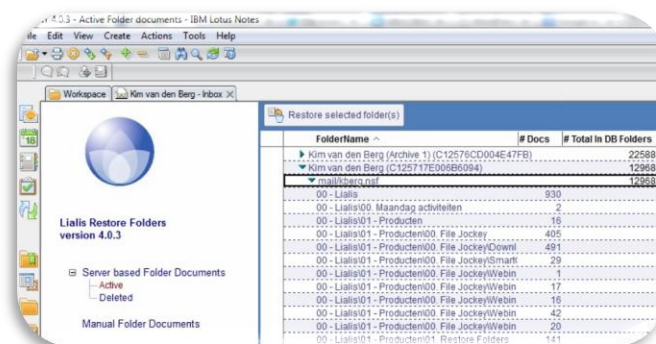 4.0.3 - Active Folder documents - IBM Lotus Notes
File Edit View Create Actions Tools Help
Workspace Kim van den Berg - Inbox
Restore selected folder(s)
FolderName # Docs # Total In DB Folders
Kim van den Berg (Archive 1) (C12576CD004E47FB) 22588
Kim van den Berg (C125717E006B6094) 12968
mail/kberg.nsf 12968
00 - Lialis 930
00 - Lialis\00. Maandag activiteiten 2
00 - Lialis\01 - Producten 16
00 - Lialis\01 - Producten\00. File Jockey 405
00 - Lialis\01 - Producten\00. File Jockey\Downl 491
00 - Lialis\01 - Producten\00. File Jockey\Smart 29
00 - Lialis\01 - Producten\00. File Jockey\Webin 1
00 - Lialis\01 - Producten\00. File Jockey\Webin 17
00 - Lialis\01 - Producten\00. File Jockey\Webin 16
00 - Lialis\01 - Producten\00. File Jockey\Webin 42
00 - Lialis\01 - Producten\00. File Jockey\Webin 20
00 - Lialis\01 - Producten\01. Restore Folders 141
Lialis Restore Folders
version 4.0.3
Server based Folder Documents
Active
Deleted
Manual Folder Documents
18